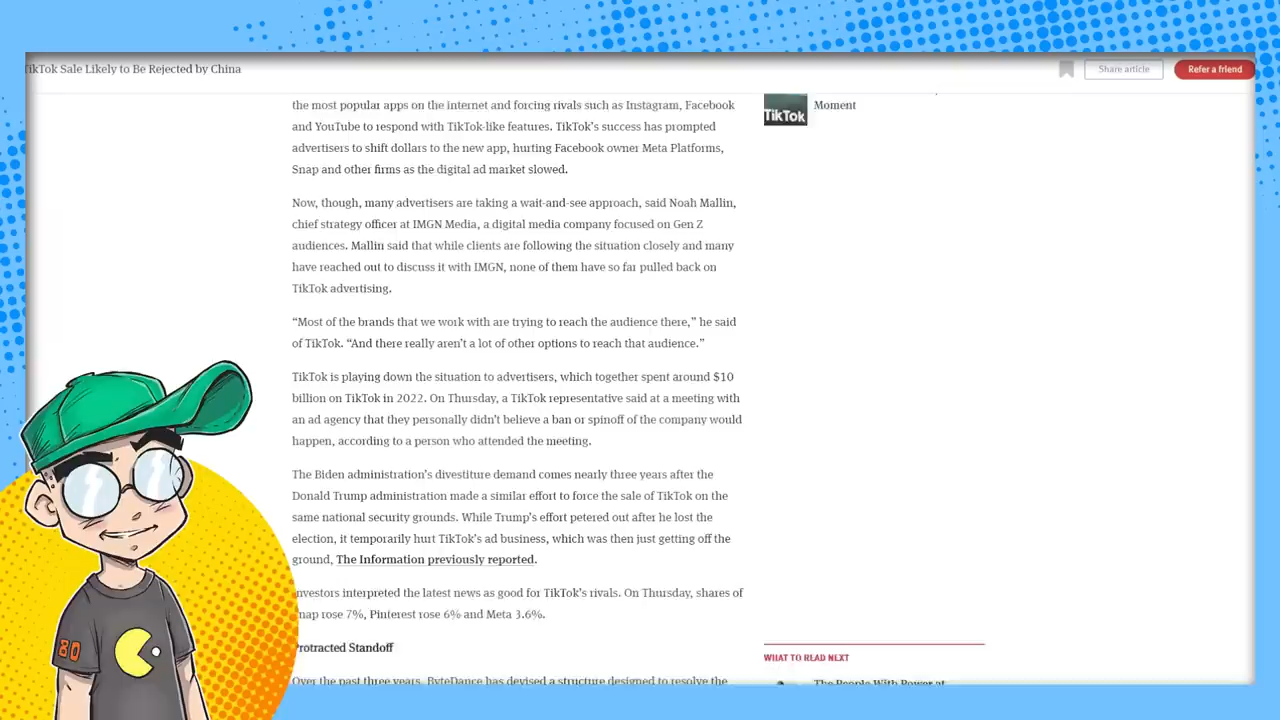 TikTok Sale Likely to Be Rejected by China
Share article
Refer a friend
the most popular apps on the internet and forcing rivals such as Instagram, Facebook
and YouTube to respond with TikTok-like features. TikTok’s success has prompted
advertisers to shift dollars to the new app, hurting Facebook owner Meta Platforms,
Snap and other firms as the digital ad market slowed.
Now, though, many advertisers are taking a wait-and-see approach, said Noah Mallin,
chief strategy officer at IMGN Media, a digital media company focused on Gen Z
audiences. Mallin said that while clients are following the situation closely and many
have reached out to discuss it with IMGN, none of them have so far pulled back on
TikTok advertising.
“Most of the brands that we work with are trying to reach the audience there,” he said
of TikTok. “And there really aren’t a lot of other options to reach that audience.”
TikTok is playing down the situation to advertisers, which together spent around $10
billion on TikTok in 2022. On Thursday, a TikTok representative said at a meeting with
an ad agency that they personally didn’t believe a ban or spinoff of the company would
happen, according to a person who attended the meeting.
The Biden administration’s divestiture demand comes nearly three years after the
Donald Trump administration made a similar effort to force the sale of TikTok on the
same national security grounds. While Trump’s effort petered out after he lost the
election, it temporarily hurt TikTok’s ad business, which was then just getting off the
ground, The Information previously reported.
nvestors interpreted the latest news as good for TikTok’s rivals. On Thursday, shares of
nap rose 7%, Pinterest rose 6% and Meta 3.6%.
Protracted Standoff
Over the past three years, ByteDance has devised a structure designed to resolve the
TikTok
Moment
WHAT TO READ NEXT
The People With Power at
80